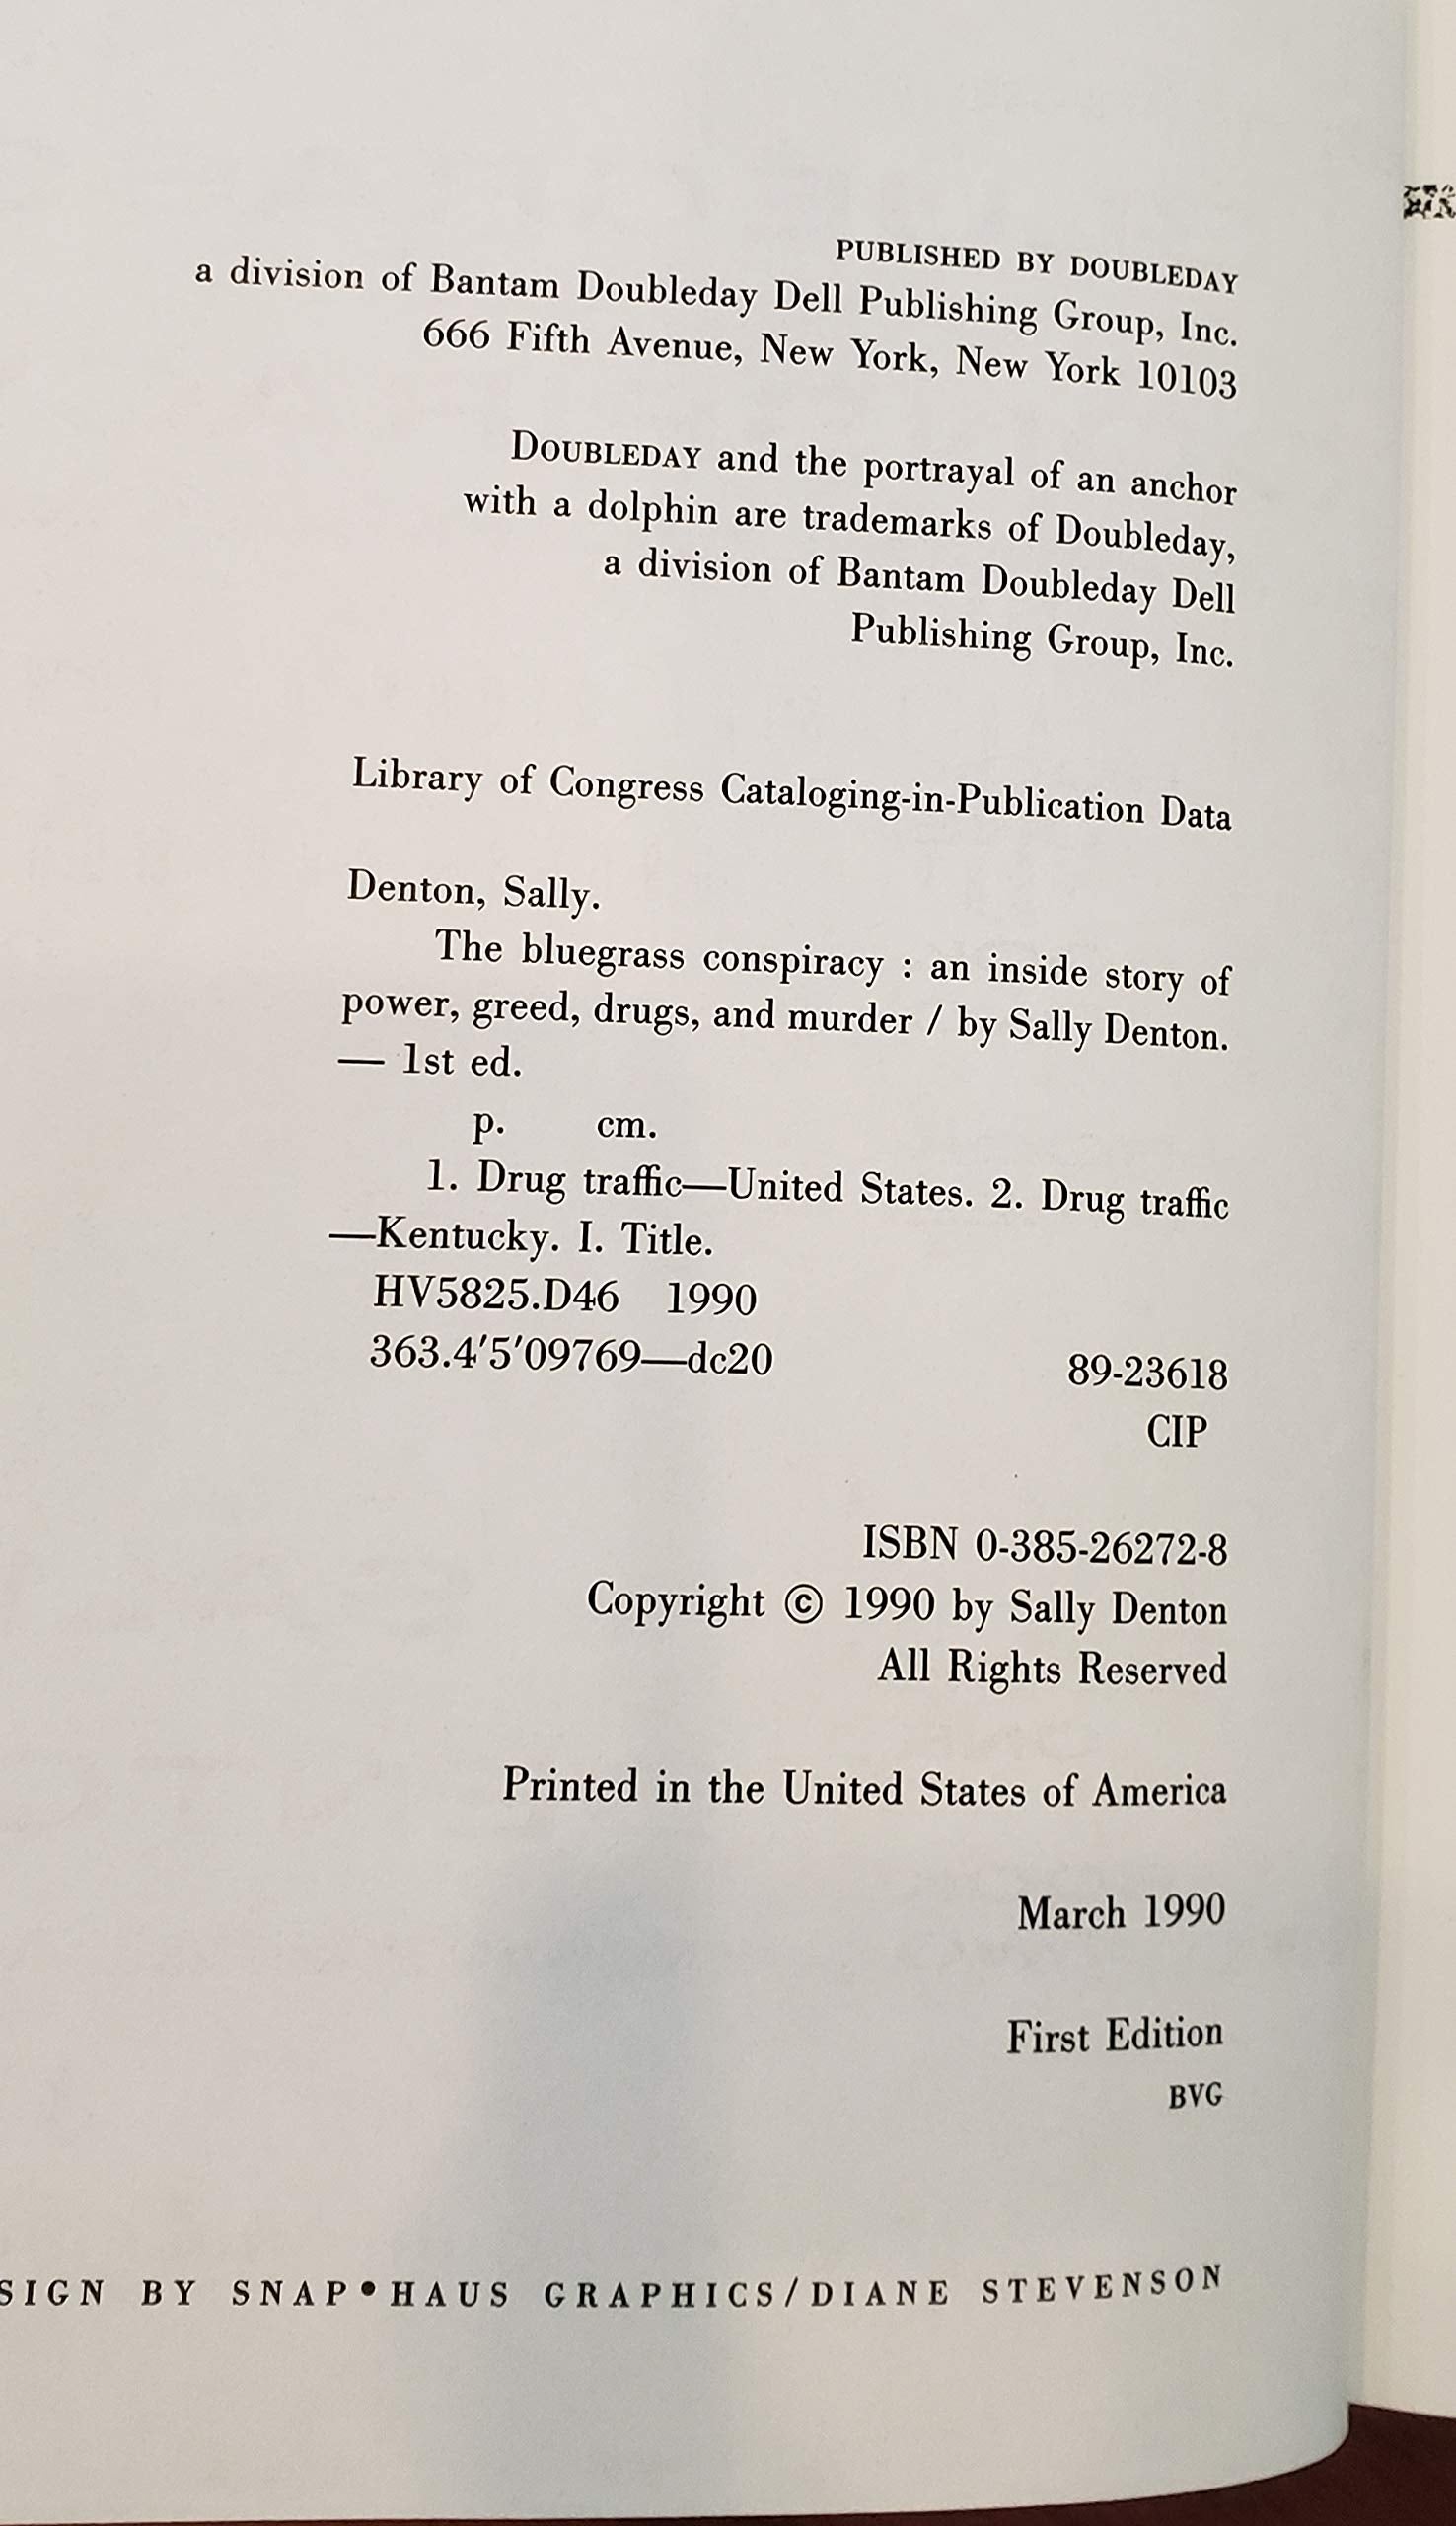 PUBLISHED BY DOUBLEDAY
a division of Bantam Doubleday Dell Publishing Group, Inc.
666 Fifth Avenue, New York, New York 10103
DOUBLEDAY and the portrayal of an anchor
with a dolphin are trademarks of Doubleday,
a division of Bantam Doubleday Dell
Publishing Group, Inc.
Library of Congress Cataloging-in-Publication Data
Denton, Sally.
The bluegrass conspiracy : an inside story of
power, greed, drugs, and murder / by Sally Denton.
— 1st ed.
p. cm.
1. Drug traffic—United States. 2. Drug traffic
—Kentucky. I. Title.
HV5825.D46 1990
363.4'5'09769—dc20 89-23618
CIP
ISBN 0-385-26272-8
Copyright © 1990 by Sally Denton
All Rights Reserved
Printed in the United States of America
March 1990
First Edition
BVG
SIGN BY SNAP•HAUS GRAPHICS/DIANE STEVENSON